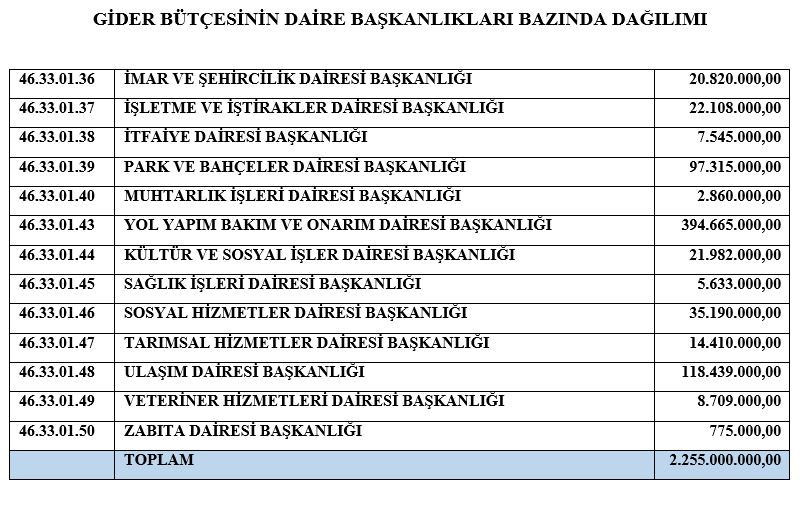 GİDER BÜTÇESİNİN DAİRE BAŞKANLIKLARI BAZINDA DAĞILIMI
46.33.01.36 İMAR VE ŞEHİRCİLİK DAİRESİ BAŞKANLIĞI 20.820.000,00
46.33.01.37 İŞLETME VE İŞTİRAKLER DAİRESİ BAŞKANLIĞI 22.108.000,00
46.33.01.38 İTFAİYE DAİRESİ BAŞKANLIĞI 7.545.000,00
46.33.01.39 PARK VE BAHÇELER DAİRESİ BAŞKANLIĞI 97.315.000,00
46.33.01.40 MUHTARLIK İŞLERİ DAİRESİ BAŞKANLIĞI 2.860.000,00
46.33.01.43 YOL YAPIM BAKIM VE ONARIM DAİRESİ BAŞKANLIĞI 394.665.000,00
46.33.01.44 KÜLTÜR VE SOSYAL İŞLER DAİRESİ BAŞKANLIĞI 21.982.000,00
46.33.01.45 SAĞLIK İŞLERİ DAİRESİ BAŞKANLIĞI 5.633.000,00
46.33.01.46 SOSYAL HİZMETLER DAİRESİ BAŞKANLIĞI 35.190.000,00
46.33.01.47 TARIMSAL HİZMETLER DAİRESİ BAŞKANLIĞI 14.410.000,00
46.33.01.48 ULAŞIM DAİRESİ BAŞKANLIĞI 118.439.000,00
46.33.01.49 VETERİNER HİZMETLERİ DAİRESİ BAŞKANLIĞI 8.709.000,00
46.33.01.50 ZABITA DAİRESİ BAŞKANLIĞI 775.000,00
TOPLAM 2.255.000.000,00